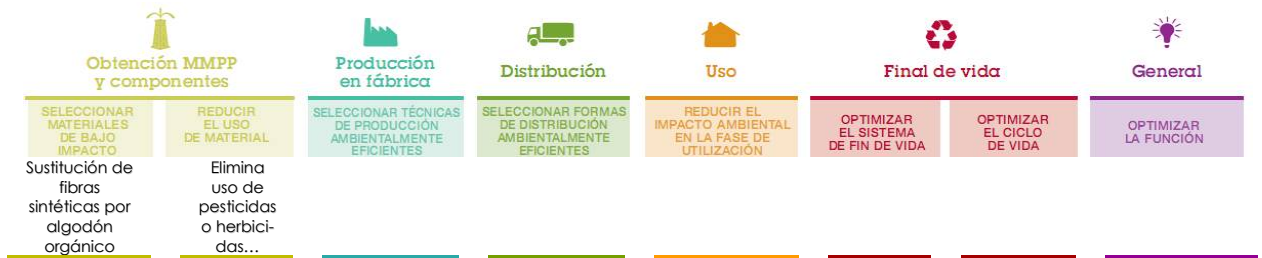 Obtención MMPP
y componentes
Producción
en fábrica
Distribución
Uso
Final de vida
General
SELECCIONAR
MATERIALES
DE BAJO
IMPACTO
REDUCIR
EL USO
DE MATERIAL
SELECCIONAR TÉCNICAS
DE PRODUCCIÓN
AMBIENTALMENTE
EFICIENTES
SELECCIONAR FORMAS
DE DISTRIBUCIÓN
AMBIENTALMENTE
EFICIENTES
REDUCIR EL
IMPACTO AMBIENTAL
EN LA FASE DE
UTILIZACIÓN
OPTIMIZAR
EL SISTEMA
DE FIN DE VIDA
OPTIMIZAR
EL CICLO
DE VIDA
OPTIMIZAR
LA FUNCIÓN
Sustitución de
fibras
sintéticas por
algodón
orgánico
Elimina
uso de
pesticidas
o herbici-
das...